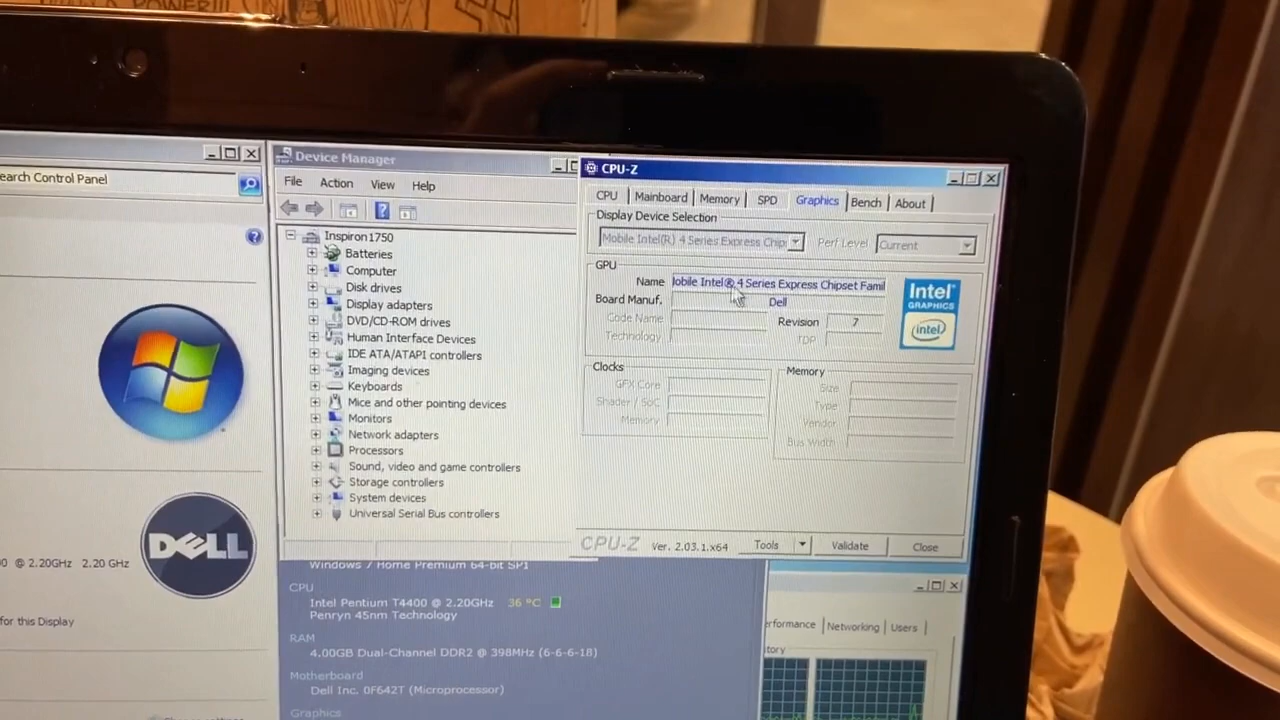 POWER!!!
earch Control Panel
DELL
0 @ 2.20GHz 2.20 GHz
for this Display
Device Manager
File Action View Help
Inspiron1750
Batteries
Computer
Disk drives
Display adapters
DVD/CD-ROM drives
Human Interface Devices
IDE ATA/ATAPI controllers
Imaging devices
Keyboards
Mice and other pointing devices
Monitors
Network adapters
Processors
Sound, video and game controllers
Storage controllers
System devices
Universal Serial Bus controllers
CPU-Z
CPU Mainboard Memory SPD Graphics Bench About
Display Device Selection
Mobile Intel(R) 4 Series Express Chip
Perf Level Current
GPU
Name obile Intel® 4 Series Express Chipset Famil
Board Manuf. Dell
Code Name Revision 7
Technology TDP
Intel®
GRAPHICS
intel
Clocks
GFX Core
Shader / SoC
Memory
Memory
Size
Type
Vendor
Bus Width
CPU-Z Ver. 2.03.1.x64 Tools Validate Close
Windows 7 Home Premium 64-bit SP1
CPU
Intel Pentium T4400 @ 2.20GHz 36 °C
Penryn 45nm Technology
RAM
4.00GB Dual-Channel DDR2 @ 398MHz (6-6-6-18)
Motherboard
Dell Inc. 0F642T (Microprocessor)
Graphics
erformance Networking Users
tory